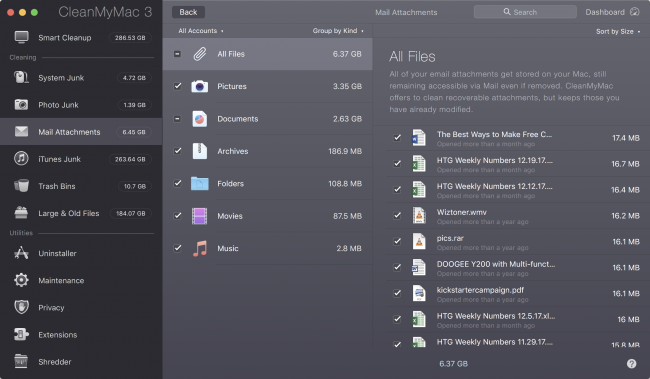 CleanMyMac 3
Back
Mail Attachments
Search
Dashboard
Smart Cleanup 286.53 GB
Cleaning
System Junk 4.72 GB
Photo Junk 1.39 GB
Mail Attachments 6.45 GB
iTunes Junk 263.64 GB
Trash Bins 10.7 GB
Large & Old Files 184.07 GB
Utilities
Uninstaller
Maintenance
Privacy
Extensions
Shredder
All Accounts
Group by Kind
All Files 6.37 GB
Pictures 3.35 GB
Documents 2.63 GB
Archives 186.9 MB
Folders 108.8 MB
Movies 87.5 MB
Music 2.8 MB
Sort by Size
All Files
All of your email attachments get stored on your Mac, still
remaining accessible via Mail even if removed. CleanMyMac
offers to clean recoverable attachments, but keeps those you
have already modified.
The Best Ways to Make Free C... 17.4 MB
Opened more than a month ago
HTG Weekly Numbers 12.19.17.... 16.7 MB
Opened more than a month ago
HTG Weekly Numbers 12.12.17.... 16.4 MB
Opened more than a month ago
Wiztoner.wmv 16.2 MB
Opened more than a year ago
pics.rar 16.1 MB
Opened more than a year ago
DOOGEE Y200 with Multi-funct... 16.1 MB
Opened more than a year ago
kickstartercampaign.pdf 16.1 MB
Opened more than a year ago
HTG Weekly Numbers 12.5.17.xl... 16 MB
Opened more than a month ago
HTG Weekly Numbers 11.29.17.... 15.8 MB
6.37 GB
?